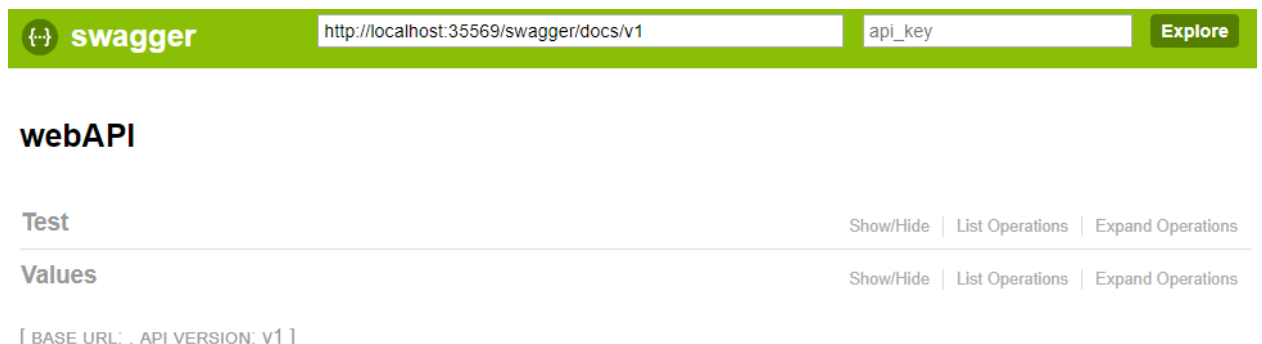 {···} swagger http://localhost:35569/swagger/docs/v1 api_key Explore
webAPI
Test Show/Hide List Operations Expand Operations
Values Show/Hide List Operations Expand Operations
[ BASE URL: , API VERSION: V1 ]